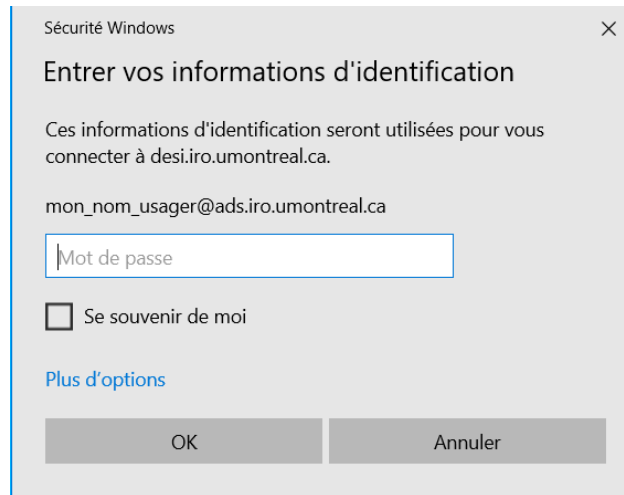 Sécurité Windows
Entrer vos informations d'identification
Ces informations d'identification seront utilisées pour vous
connecter à desi.iro.umontreal.ca.
mon_nom_usager@ads.iro.umontreal.ca
Mot de passe
Se souvenir de moi
Plus d’options
OK
Annuler